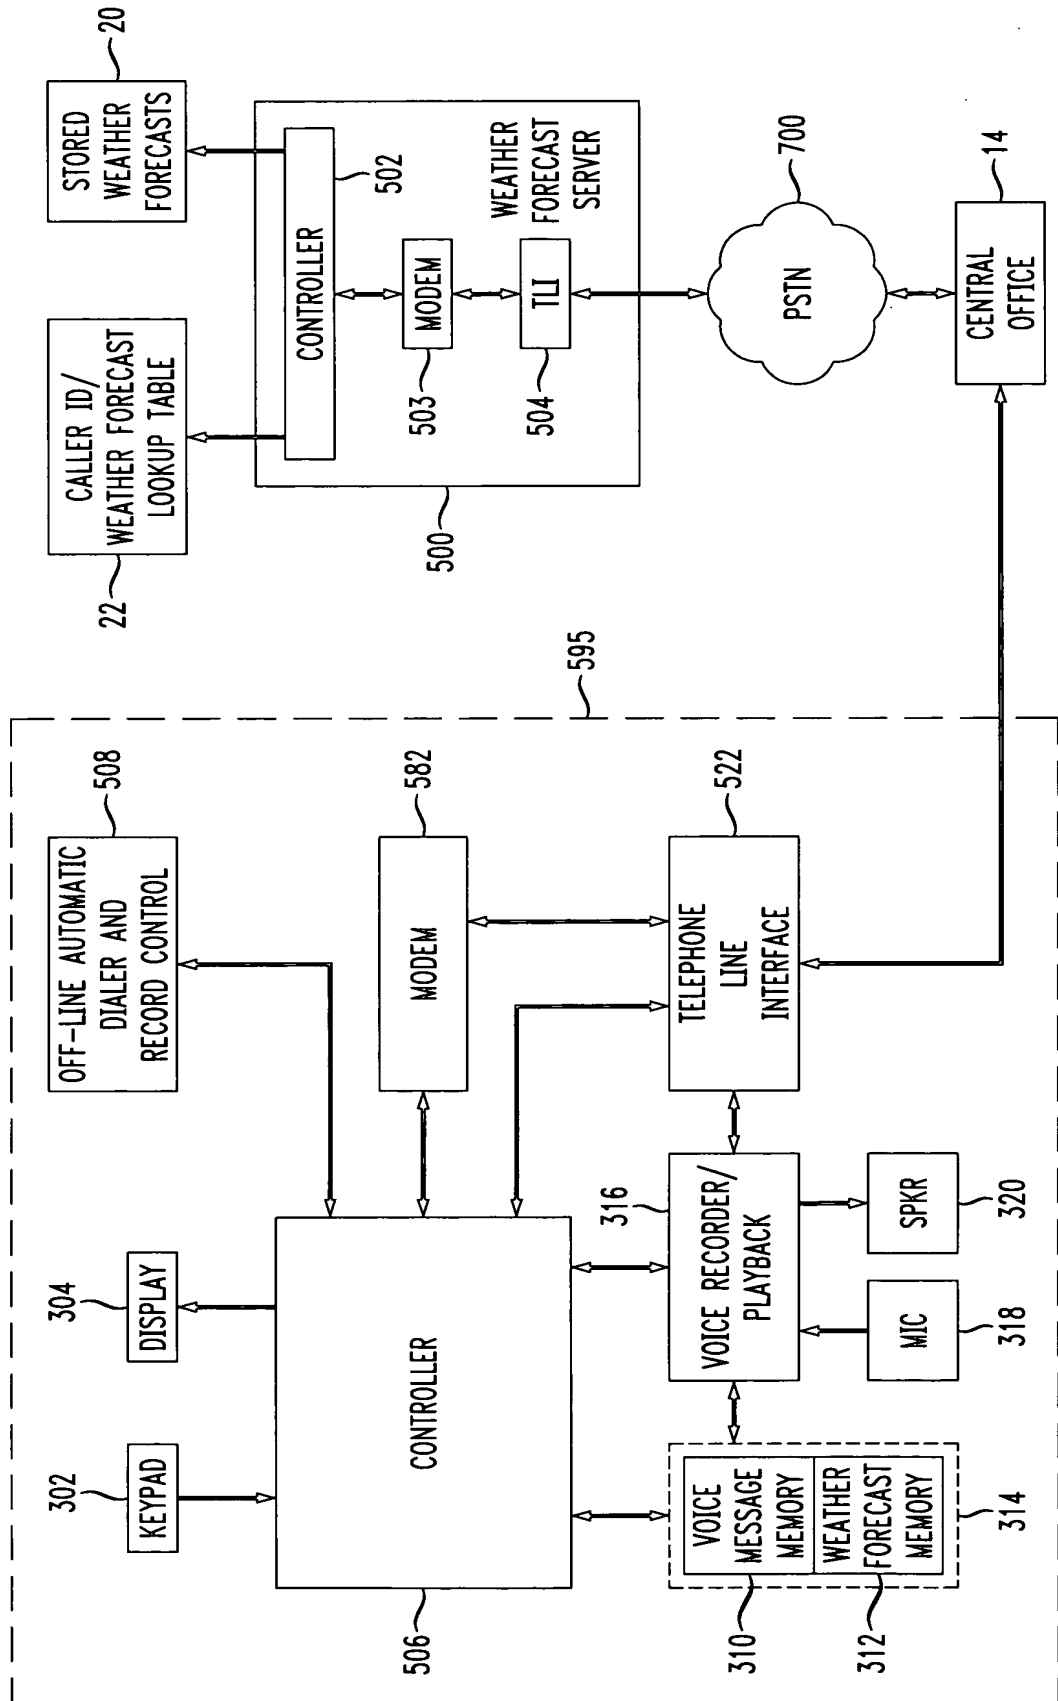 302
KEYPAD
304
DISPLAY
OFF-LINE AUTOMATIC
DIALER AND
RECORD CONTROL
508
506
CONTROLLER
MODEM
582
595
316
VOICE RECORDER/
PLAYBACK
TELEPHONE
LINE
INTERFACE
522
VOICE
MESSAGE
MEMORY
WEATHER
FORECAST
MEMORY
310
312
314
MIC
318
SPKR
320
22
CALLER ID/
WEATHER FORECAST
LOOKUP TABLE
STORED
WEATHER
FORECASTS
20
500
CONTROLLER
502
503
MODEM
504
TLI
WEATHER
FORECAST
SERVER
PSTN
700
CENTRAL
OFFICE
14